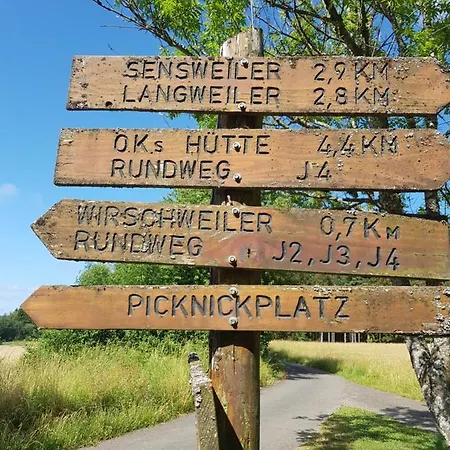 SENSWEILER 2,9 KM
LANGWEILER 2,8 KM
ÖKs HÜTTE 4,4 KM
RUNDWEG J4
WIRSCHWEILER 0,7 KM
RUNDWEG J2, J3, J4
PICKNICKPLATZ